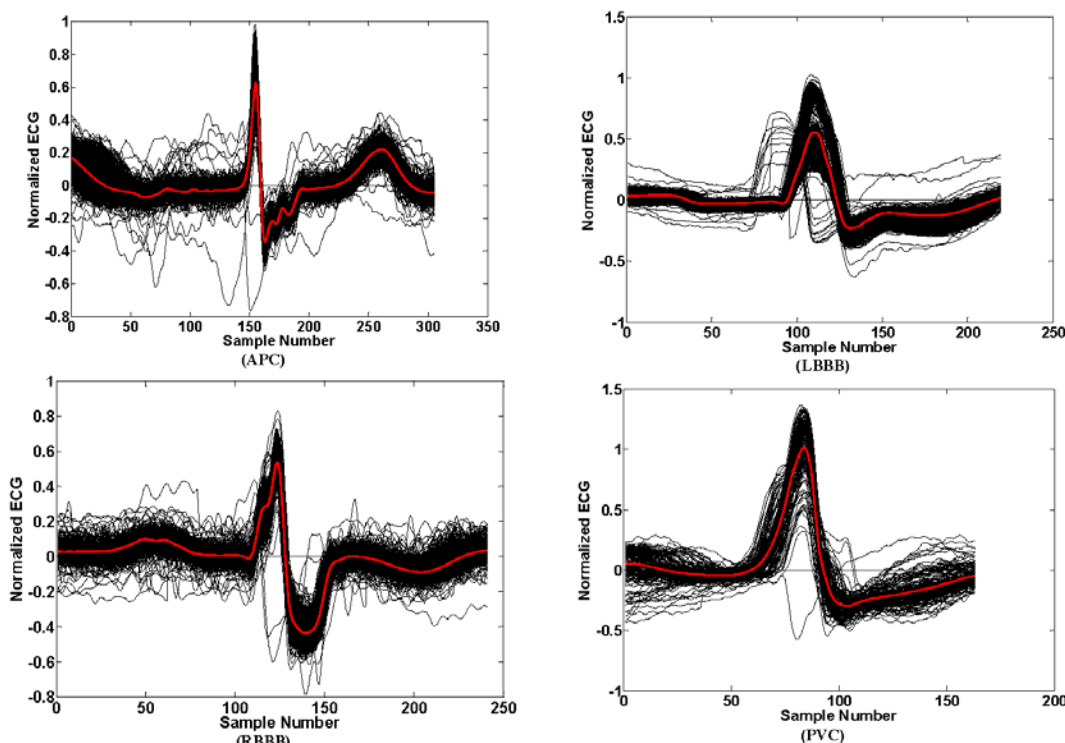 1
0.8
0.6
0.4
0.2
0
-0.2
-0.4
-0.6
-0.8
Normalized ECG
0 50 100 150 200 250 300 350
Sample Number
(APC)
1.5
1
0.5
0
-0.5
-1
Normalized ECG
0 50 100 150 200 250
Sample Number
(LBBB)
1
0.8
0.6
0.4
0.2
0
-0.2
-0.4
-0.6
-0.8
Normalized ECG
0 50 100 150 200 250
Sample Number
(RBBB)
1.5
1
0.5
0
-0.5
-1
Normalized ECG
0 50 100 150 200
Sample Number
(PVC)